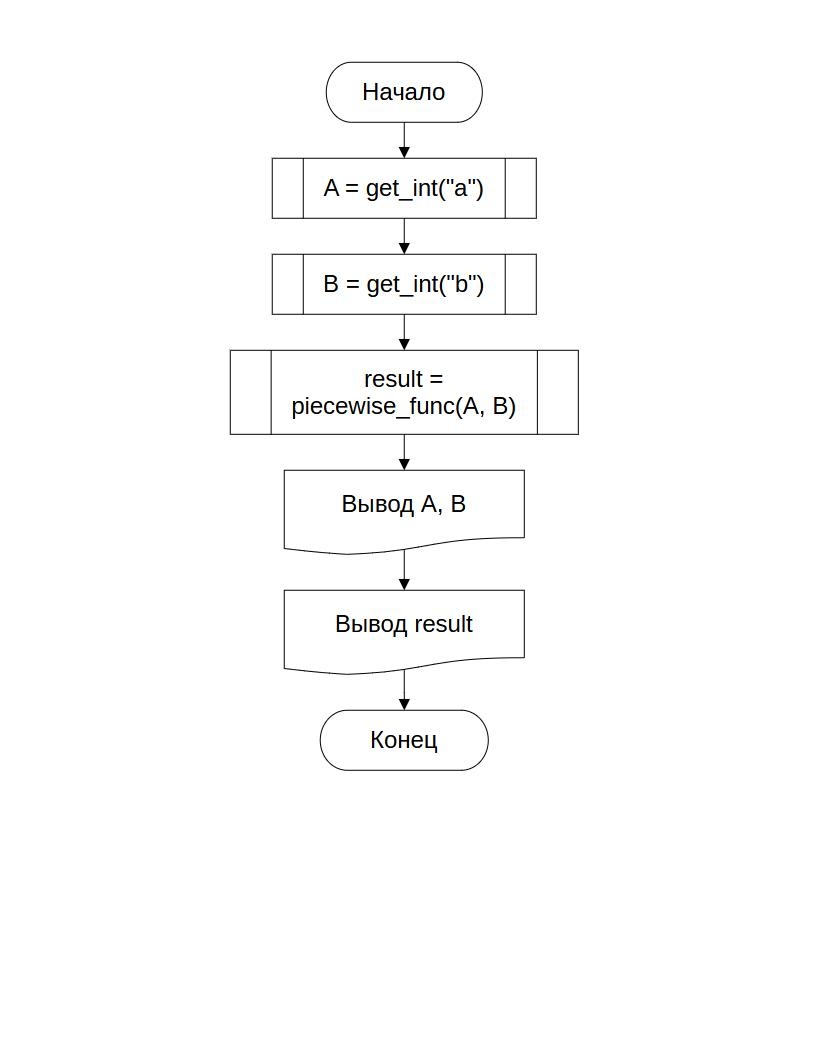 Начало
A = get_int("a")
B = get_int("b")
result =
piecewise_func(A, B)
Вывод A, B
Вывод result
Конец